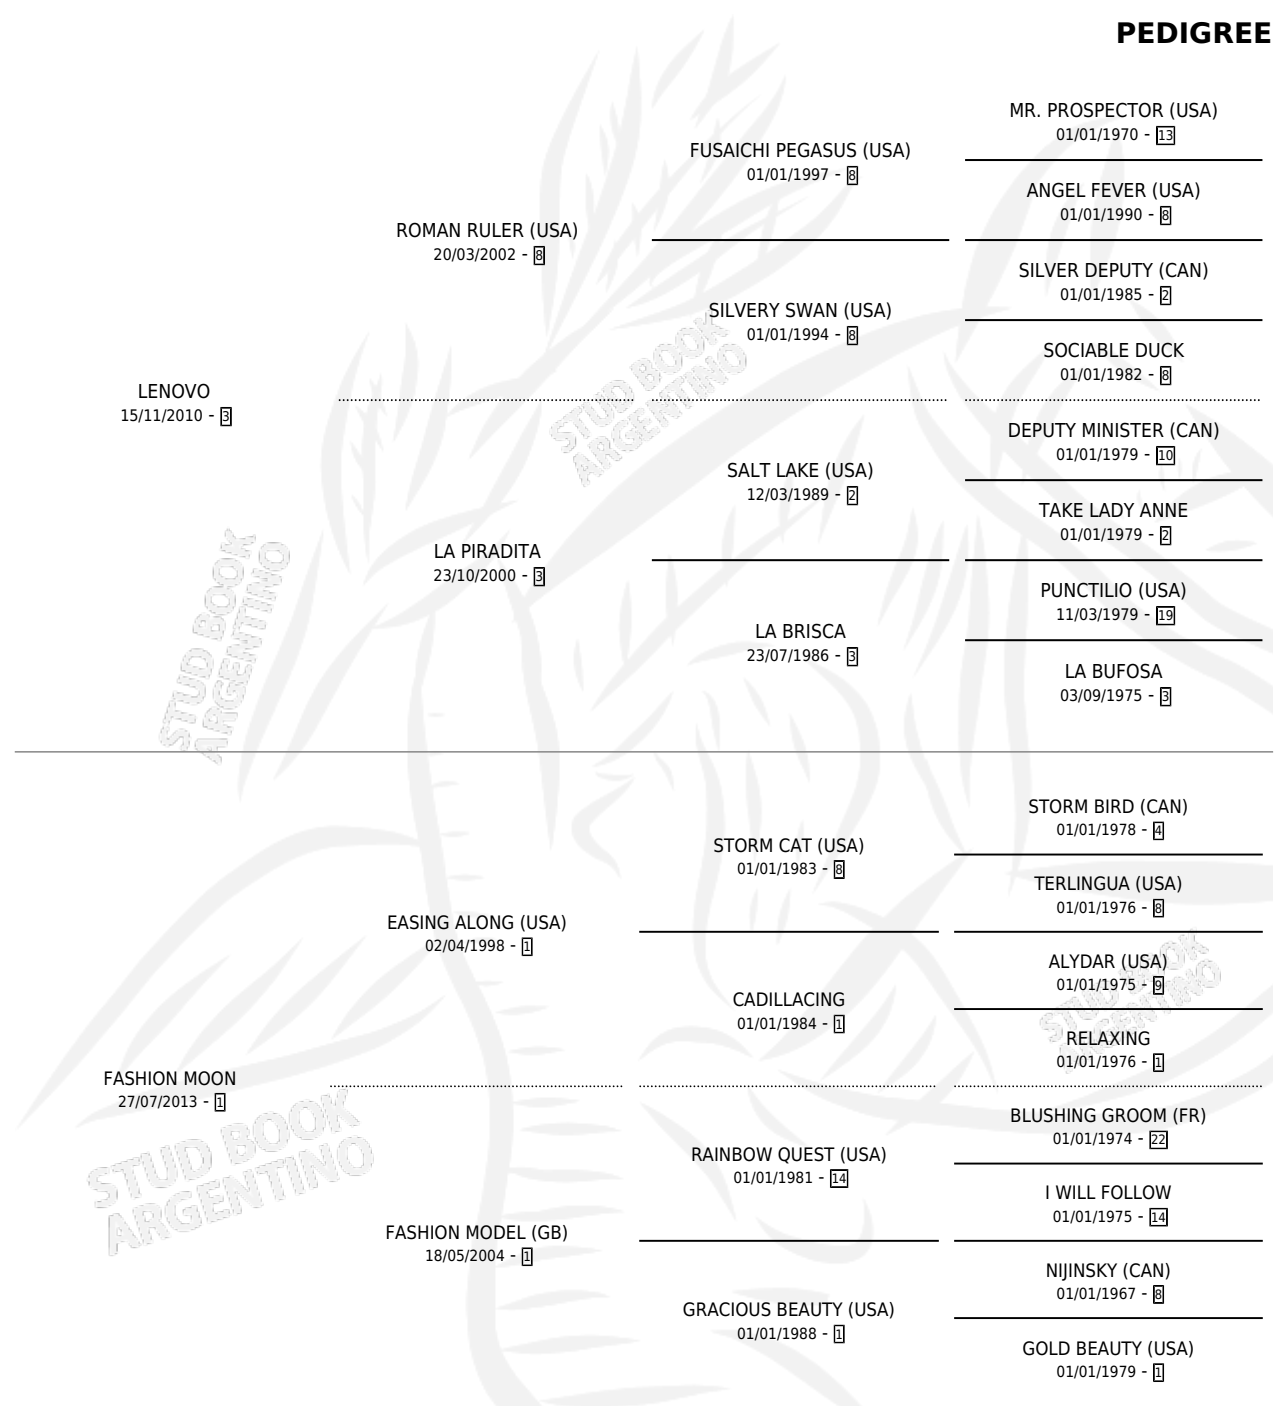 PEDIGREE
MR. PROSPECTOR (USA)
01/01/1970 - 13
FUSAICHI PEGASUS (USA)
01/01/1997 - 8
ANGEL FEVER (USA)
01/01/1990 - 8
ROMAN RULER (USA)
20/03/2002 - 8
SILVER DEPUTY (CAN)
01/01/1985 - 2
SILVERY SWAN (USA)
01/01/1994 - 8
SOCIABLE DUCK
01/01/1982 - 8
LENOVO
15/11/2010 - 3
DEPUTY MINISTER (CAN)
01/01/1979 - 10
SALT LAKE (USA)
12/03/1989 - 2
TAKE LADY ANNE
01/01/1979 - 2
LA PIRADITA
23/10/2000 - 3
PUNCTILIO (USA)
11/03/1979 - 19
LA BRISCA
23/07/1986 - 3
LA BUFOSA
03/09/1975 - 3
STORM BIRD (CAN)
01/01/1978 - 4
STORM CAT (USA)
01/01/1983 - 8
TERLINGUA (USA)
01/01/1976 - 8
EASING ALONG (USA)
02/04/1998 - 1
ALYDAR (USA)
01/01/1975 - 9
CADILLACING
01/01/1984 - 1
RELAXING
01/01/1976 - 1
FASHION MOON
27/07/2013 - 1
BLUSHING GROOM (FR)
01/01/1974 - 22
RAINBOW QUEST (USA)
01/01/1981 - 14
I WILL FOLLOW
01/01/1975 - 14
FASHION MODEL (GB)
18/05/2004 - 1
NIJINSKY (CAN)
01/01/1967 - 8
GRACIOUS BEAUTY (USA)
01/01/1988 - 1
GOLD BEAUTY (USA)
01/01/1979 - 1
STUD BOOK
ARGENTINO
STUD BOOK
ARGENTINO
STUD BOOK
ARGENTINO
STUD BOOK
ARGENTINO